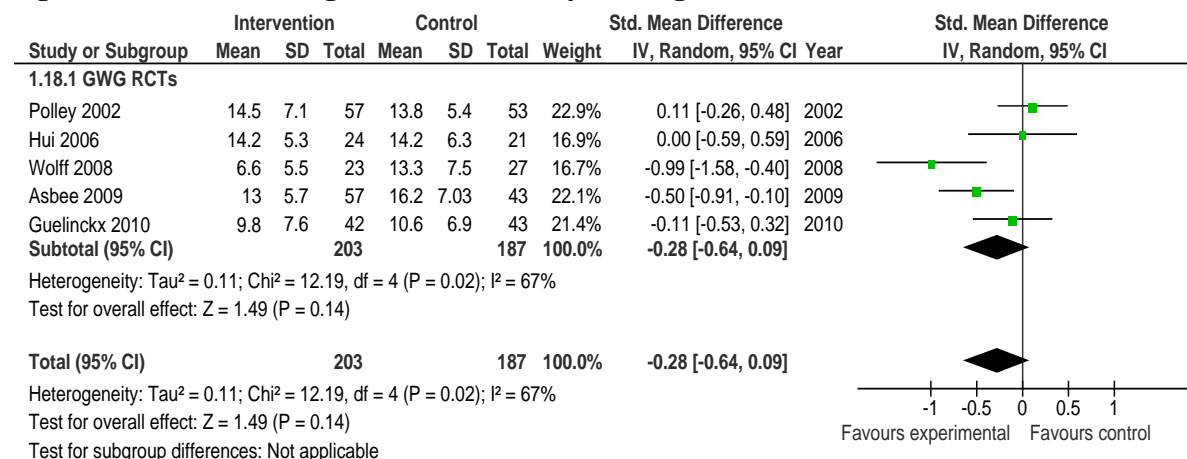 Intervention Control Std. Mean Difference Std. Mean Difference
Study or Subgroup Mean SD Total Mean SD Total Weight IV, Random, 95% CI Year IV, Random, 95% CI
1.18.1 GWG RCTs
Polley 2002 14.5 7.1 57 13.8 5.4 53 22.9% 0.11 [-0.26, 0.48] 2002
Hui 2006 14.2 5.3 24 14.2 6.3 21 16.9% 0.00 [-0.59, 0.59] 2006
Wolff 2008 6.6 5.5 23 13.3 7.5 27 16.7% -0.99 [-1.58, -0.40] 2008
Asbee 2009 13 5.7 57 16.2 7.03 43 22.1% -0.50 [-0.91, -0.10] 2009
Guelinckx 2010 9.8 7.6 42 10.6 6.9 43 21.4% -0.11 [-0.53, 0.32] 2010
Subtotal (95% CI) 203 187 100.0% -0.28 [-0.64, 0.09]
Heterogeneity: Tau² = 0.11; Chi² = 12.19, df = 4 (P = 0.02); I² = 67%
Test for overall effect: Z = 1.49 (P = 0.14)
Total (95% CI) 203 187 100.0% -0.28 [-0.64, 0.09]
Heterogeneity: Tau² = 0.11; Chi² = 12.19, df = 4 (P = 0.02); I² = 67%
-1 -0.5 0 0.5 1
Test for overall effect: Z = 1.49 (P = 0.14)
Favours experimental Favours control
Test for subgroup differences: Not applicable